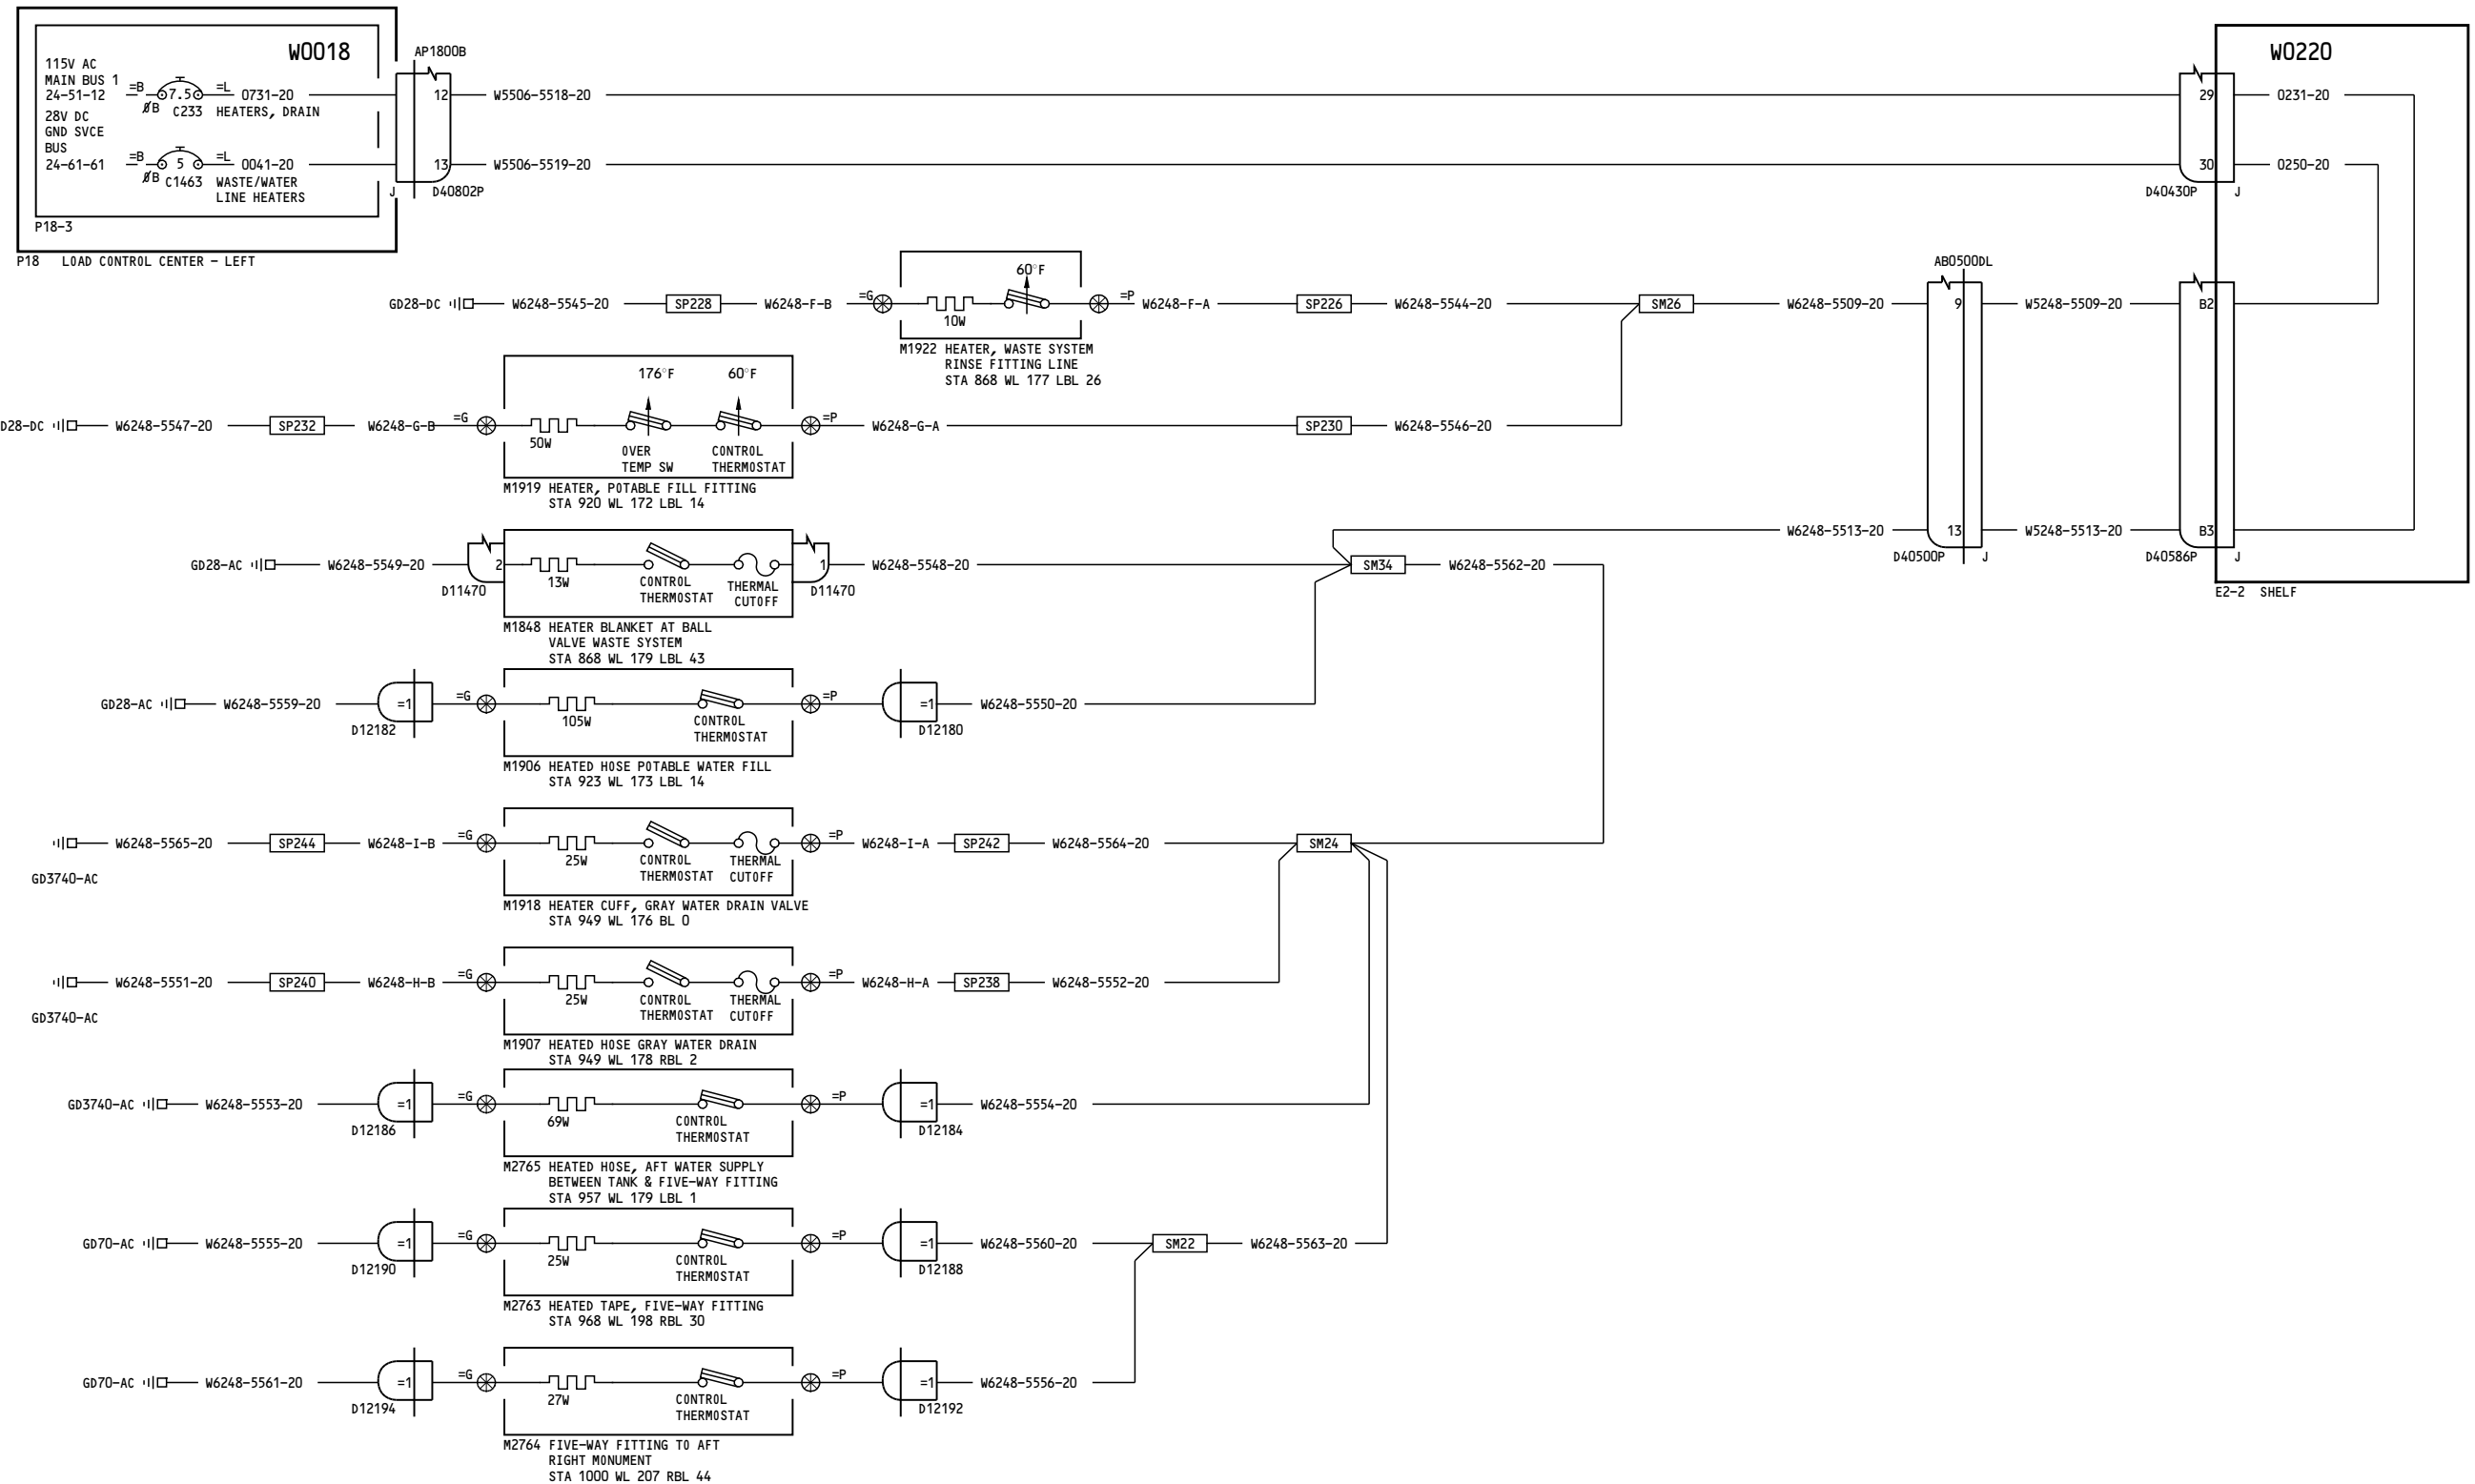 W0018
AP1800B
W0220
115V AC
MAIN BUS 1
24-51-12 =B 7.5 =L 0731-20 12 W5506-5518-20 29 0231-20
ØB C233 HEATERS, DRAIN
28V DC
GND SVCE
BUS
24-61-61 =B 5 =L 0041-20 13 W5506-5519-20 30 0250-20
ØB C1463 WASTE/WATER
LINE HEATERS
J D40802P D40430P J
P18-3
P18 LOAD CONTROL CENTER - LEFT
AB0500DL
60°F
GD28-DC W6248-5545-20 SP228 W6248-F-B =G =P W6248-F-A SP226 W6248-5544-20 SM26 W6248-5509-20 9 W5248-5509-20 B2
10W
M1922 HEATER, WASTE SYSTEM
RINSE FITTING LINE
STA 868 WL 177 LBL 26
176°F 60°F
D28-DC W6248-5547-20 SP232 W6248-G-B =G =P W6248-G-A SP230 W6248-5546-20
50W
OVER
TEMP SW
CONTROL
THERMOSTAT
M1919 HEATER, POTABLE FILL FITTING
STA 920 WL 172 LBL 14
W6248-5513-20 13 W5248-5513-20 B3
D40500P J D40586P J
GD28-AC W6248-5549-20 2 1 W6248-5548-20 SM34 W6248-5562-20
D11470 13W CONTROL
THERMOSTAT
THERMAL
CUTOFF
D11470
E2-2 SHELF
M1848 HEATER BLANKET AT BALL
VALVE WASTE SYSTEM
STA 868 WL 179 LBL 43
GD28-AC W6248-5559-20 =1 =G =P =1 W6248-5550-20
D12182 105W CONTROL
THERMOSTAT
D12180
M1906 HEATED HOSE POTABLE WATER FILL
STA 923 WL 173 LBL 14
W6248-5565-20 SP244 W6248-I-B =G =P W6248-I-A SP242 W6248-5564-20 SM24
GD3740-AC
25W
CONTROL
THERMOSTAT
THERMAL
CUTOFF
M1918 HEATER CUFF, GRAY WATER DRAIN VALVE
STA 949 WL 176 BL 0
W6248-5551-20 SP240 W6248-H-B =G =P W6248-H-A SP238 W6248-5552-20
GD3740-AC
25W
CONTROL
THERMOSTAT
THERMAL
CUTOFF
M1907 HEATED HOSE GRAY WATER DRAIN
STA 949 WL 178 RBL 2
GD3740-AC W6248-5553-20 =1 =G =P =1 W6248-5554-20
D12186 69W CONTROL
THERMOSTAT
D12184
M2765 HEATED HOSE, AFT WATER SUPPLY
BETWEEN TANK & FIVE-WAY FITTING
STA 957 WL 179 LBL 1
GD70-AC W6248-5555-20 =1 =G =P =1 W6248-5560-20 SM22 W6248-5563-20
D12190 25W CONTROL
THERMOSTAT
D12188
M2763 HEATED TAPE, FIVE-WAY FITTING
STA 968 WL 198 RBL 30
GD70-AC W6248-5561-20 =1 =G =P =1 W6248-5556-20
D12194 27W CONTROL
THERMOSTAT
D12192
M2764 FIVE-WAY FITTING TO AFT
RIGHT MONUMENT
STA 1000 WL 207 RBL 44